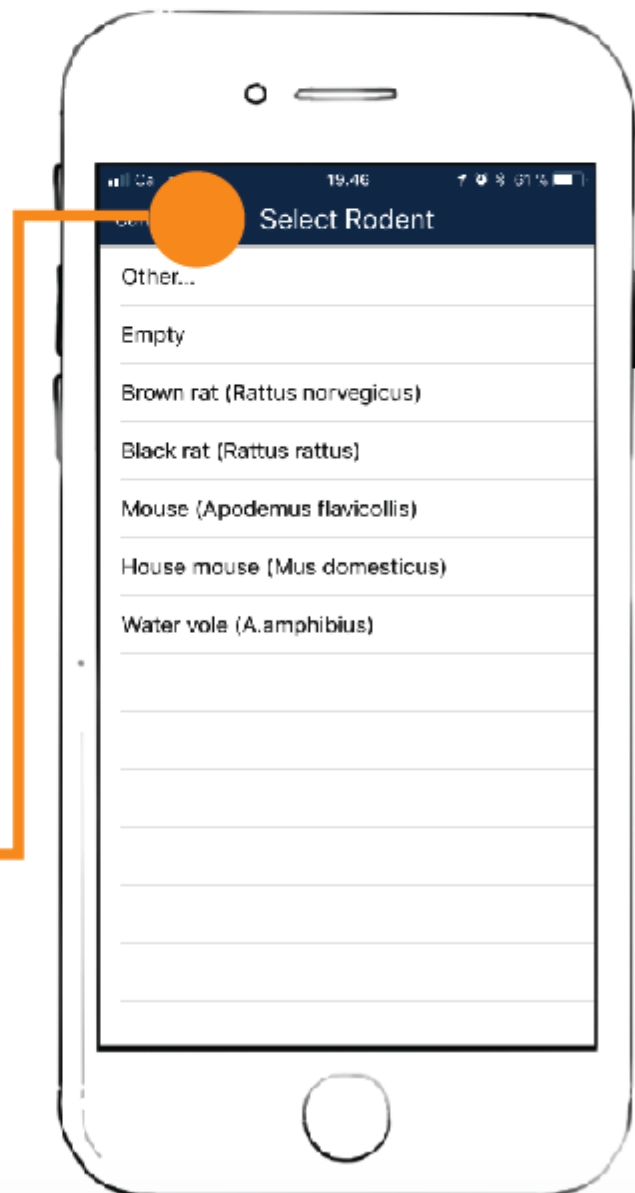 19.46 61 %
Select Rodent
Other...
Empty
Brown rat (Rattus norvegicus)
Black rat (Rattus rattus)
Mouse (Apodemus flavicollis)
House mouse (Mus domesticus)
Water vole (A.amphibius)